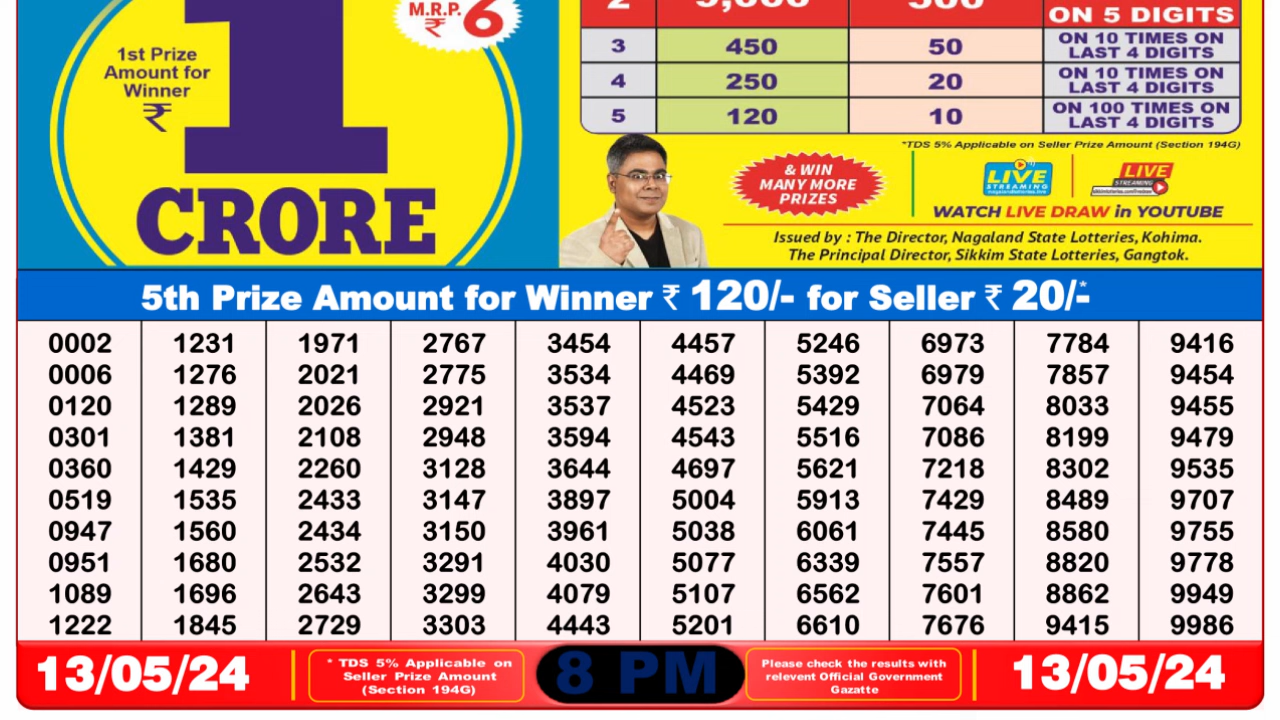 1
M.R.P.
₹ 6
1st Prize
Amount for
Winner
₹
CRORE
2 5,000 500 ON 5 DIGITS
3 450 50 ON 10 TIMES ON LAST 4 DIGITS
4 250 20 ON 10 TIMES ON LAST 4 DIGITS
5 120 10 ON 100 TIMES ON LAST 4 DIGITS
*TDS 5% Applicable on Seller Prize Amount (Section 194G)
& WIN
MANY MORE
PRIZES
LIVE
STREAMING
LIVE
STREAMING
WATCH LIVE DRAW in YOUTUBE
Issued by : The Director, Nagaland State Lotteries, Kohima.
The Principal Director, Sikkim State Lotteries, Gangtok.
5th Prize Amount for Winner ₹ 120/- for Seller ₹ 20/-*
0002 1231 1971 2767 3454 4457 5246 6973 7784 9416
0006 1276 2021 2775 3534 4469 5392 6979 7857 9454
0120 1289 2026 2921 3537 4523 5429 7064 8033 9455
0301 1381 2108 2948 3594 4543 5516 7086 8199 9479
0360 1429 2260 3128 3644 4697 5621 7218 8302 9535
0519 1535 2433 3147 3897 5004 5913 7429 8489 9707
0947 1560 2434 3150 3961 5038 6061 7445 8580 9755
0951 1680 2532 3291 4030 5077 6339 7557 8820 9778
1089 1696 2643 3299 4079 5107 6562 7601 8862 9949
1222 1845 2729 3303 4443 5201 6610 7676 9415 9986
13/05/24
* TDS 5% Applicable on
Seller Prize Amount
(Section 194G)
8 PM
Please check the results with
relevent Official Government
Gazatte
13/05/24